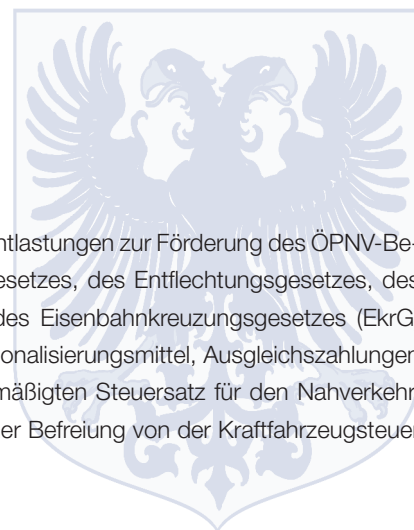 ntlastungen zur Förderung des ÖPNV-Be-
esetzes, des Entflechtungsgesetzes, des
des Eisenbahnkreuzungsgesetzes (EkrG
onalisierungsmittel, Ausgleichszahlungen
mäßigten Steuersatz für den Nahverkehr
er Befreiung von der Kraftfahrzeugsteuer